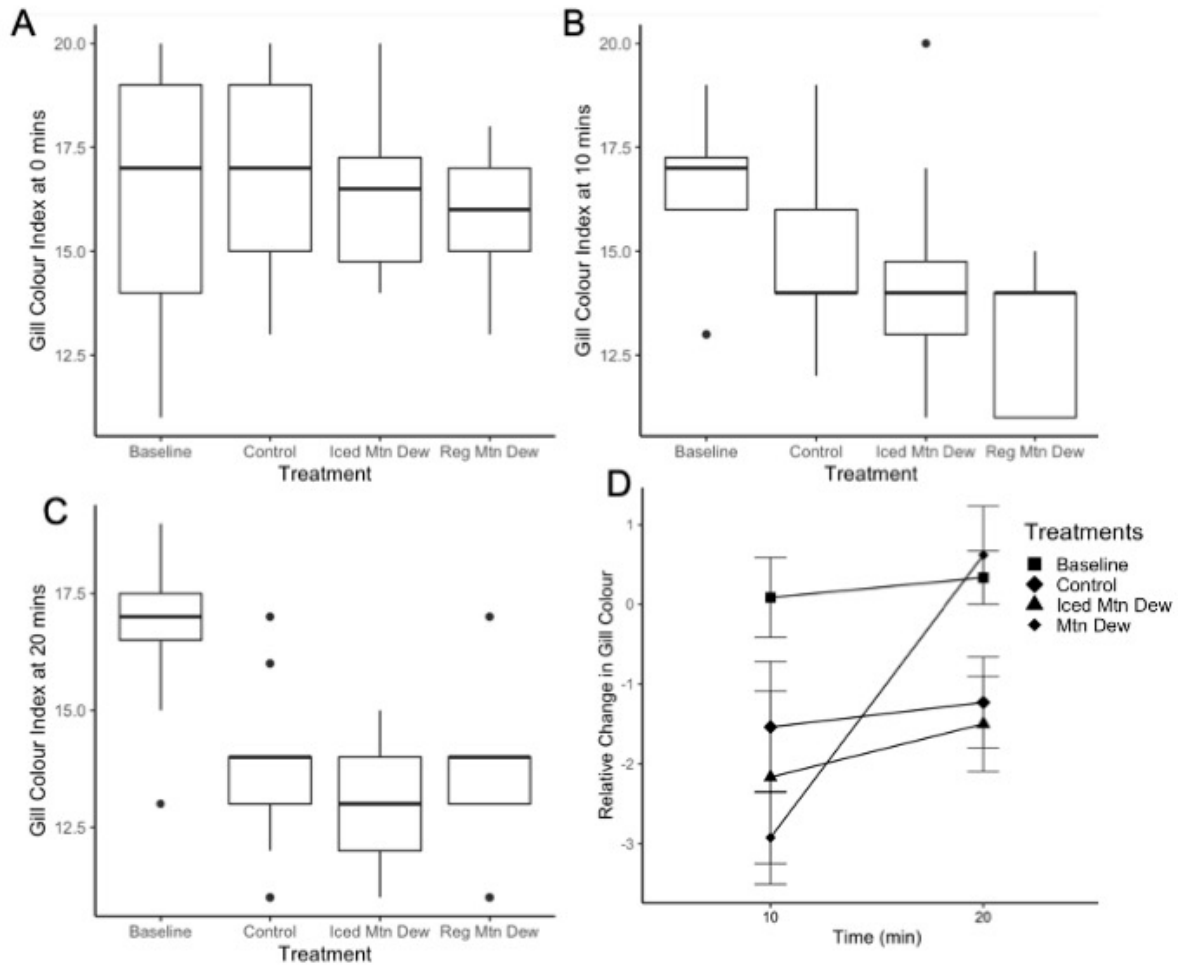 A
Gill Colour Index at 0 mins
20.0
17.5
15.0
12.5
Baseline
Control
Iced Mtn Dew
Reg Mtn Dew
Treatment
B
Gill Colour Index at 10 mins
20.0
17.5
15.0
12.5
Baseline
Control
Iced Mtn Dew
Reg Mtn Dew
Treatment
C
Gill Colour Index at 20 mins
17.5
15.0
12.5
Baseline
Control
Iced Mtn Dew
Reg Mtn Dew
Treatment
D
Relative Change in Gill Colour
1
0
-1
-2
-3
10
20
Time (min)
Treatments
Baseline
Control
Iced Mtn Dew
Mtn Dew